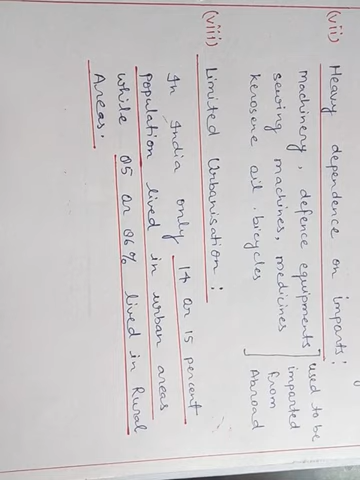 (vii) Heavy dependence on imports:
machinery, defence equipments
sewing machines, medicines
kerosene oil, bicycles
used to be
imported
from
Abroad
(viii) Limited Urbanisation:
In India only 14 or 15 percent
population lived in urban areas
while 85 or 86% lived in Rural
Areas.